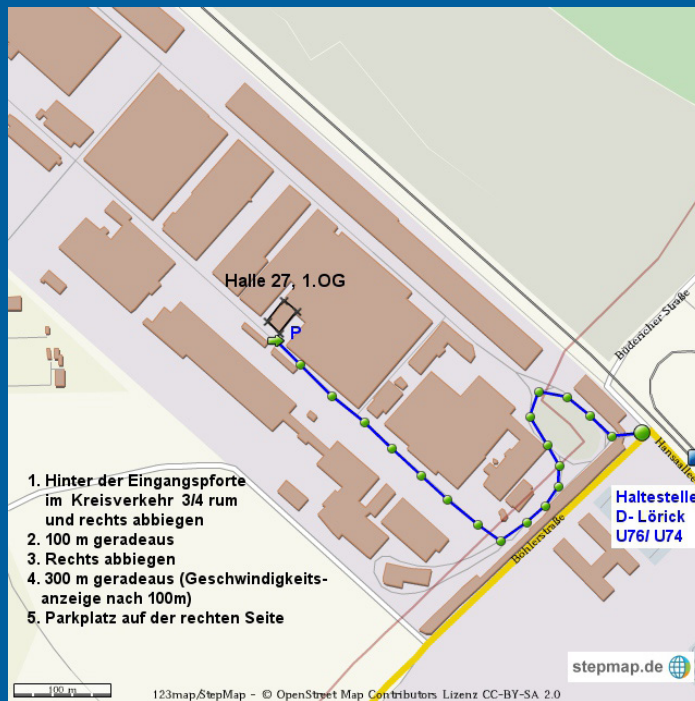 Büdericher Straße
Halle 27, 1.OG
P
Hansaallee
1. Hinter der Eingangspforte
im Kreisverkehr 3/4 rum
und rechts abbiegen
2. 100 m geradeaus
3. Rechts abbiegen
4. 300 m geradeaus (Geschwindigkeits-
anzeige nach 100m)
5. Parkplatz auf der rechten Seite
Böhlerstraße
Haltestelle
D- Lörick
U76/ U74
stepmap.de
100 m
123map/StepMap - © OpenStreet Map Contributors Lizenz CC-BY-SA 2.0